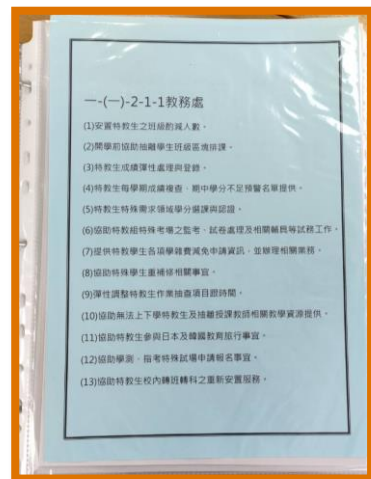 一-(一)-2-1-1教務處
(1)安置特教生之班級酌減人數。
(2)開學前協助抽離學生班級區塊排課。
(3)特教生成績彈性處理與登錄。
(4)特教生每學期成績複查、期中學分不足預警名單提供。
(5)特教生特殊需求領域學分選課與認證。
(6)協助特教組特殊考場之監考、試卷處理及相關輔具等試務工作。
(7)提供特教學生各項學雜費減免申請資訊，並辦理相關業務。
(8)協助特殊學生重補修相關事宜。
(9)彈性調整特教生作業抽查項目跟時間。
(10)協助無法上下學特教生及抽離授課教師相關教學資源提供。
(11)協助特教生參與日本及韓國教育旅行事宜。
(12)協助學測、指考特殊試場申請報名事宜。
(13)協助特教生校內轉班轉科之重新安置服務。